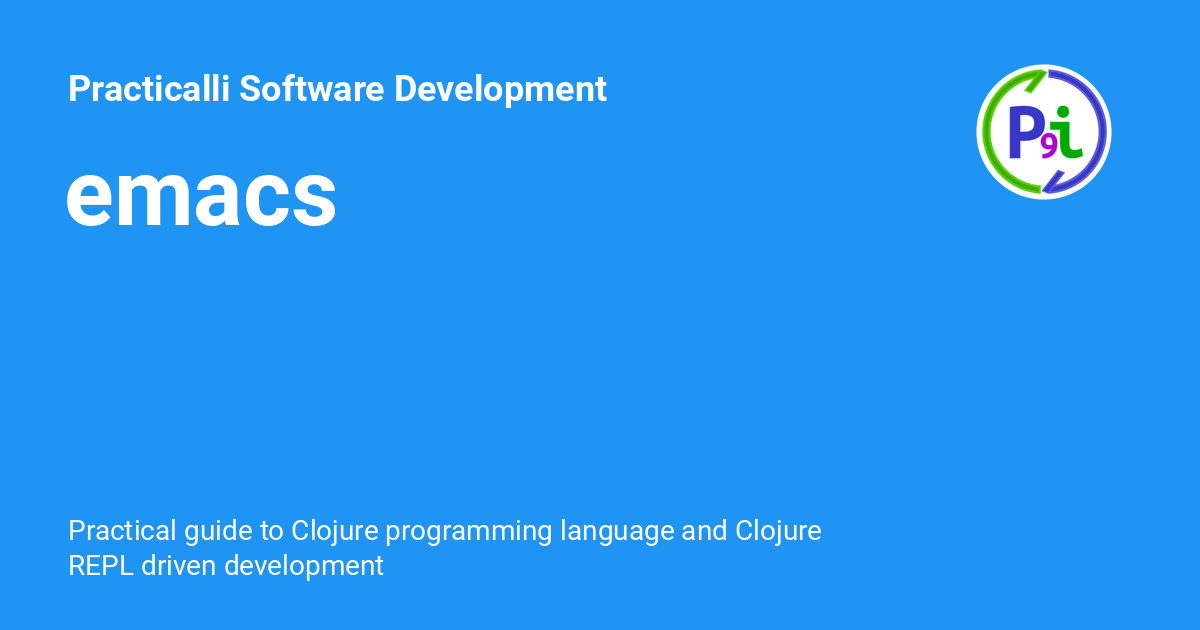 Practicalli Software Development
P9i
emacs
Practical guide to Clojure programming language and Clojure
REPL driven development